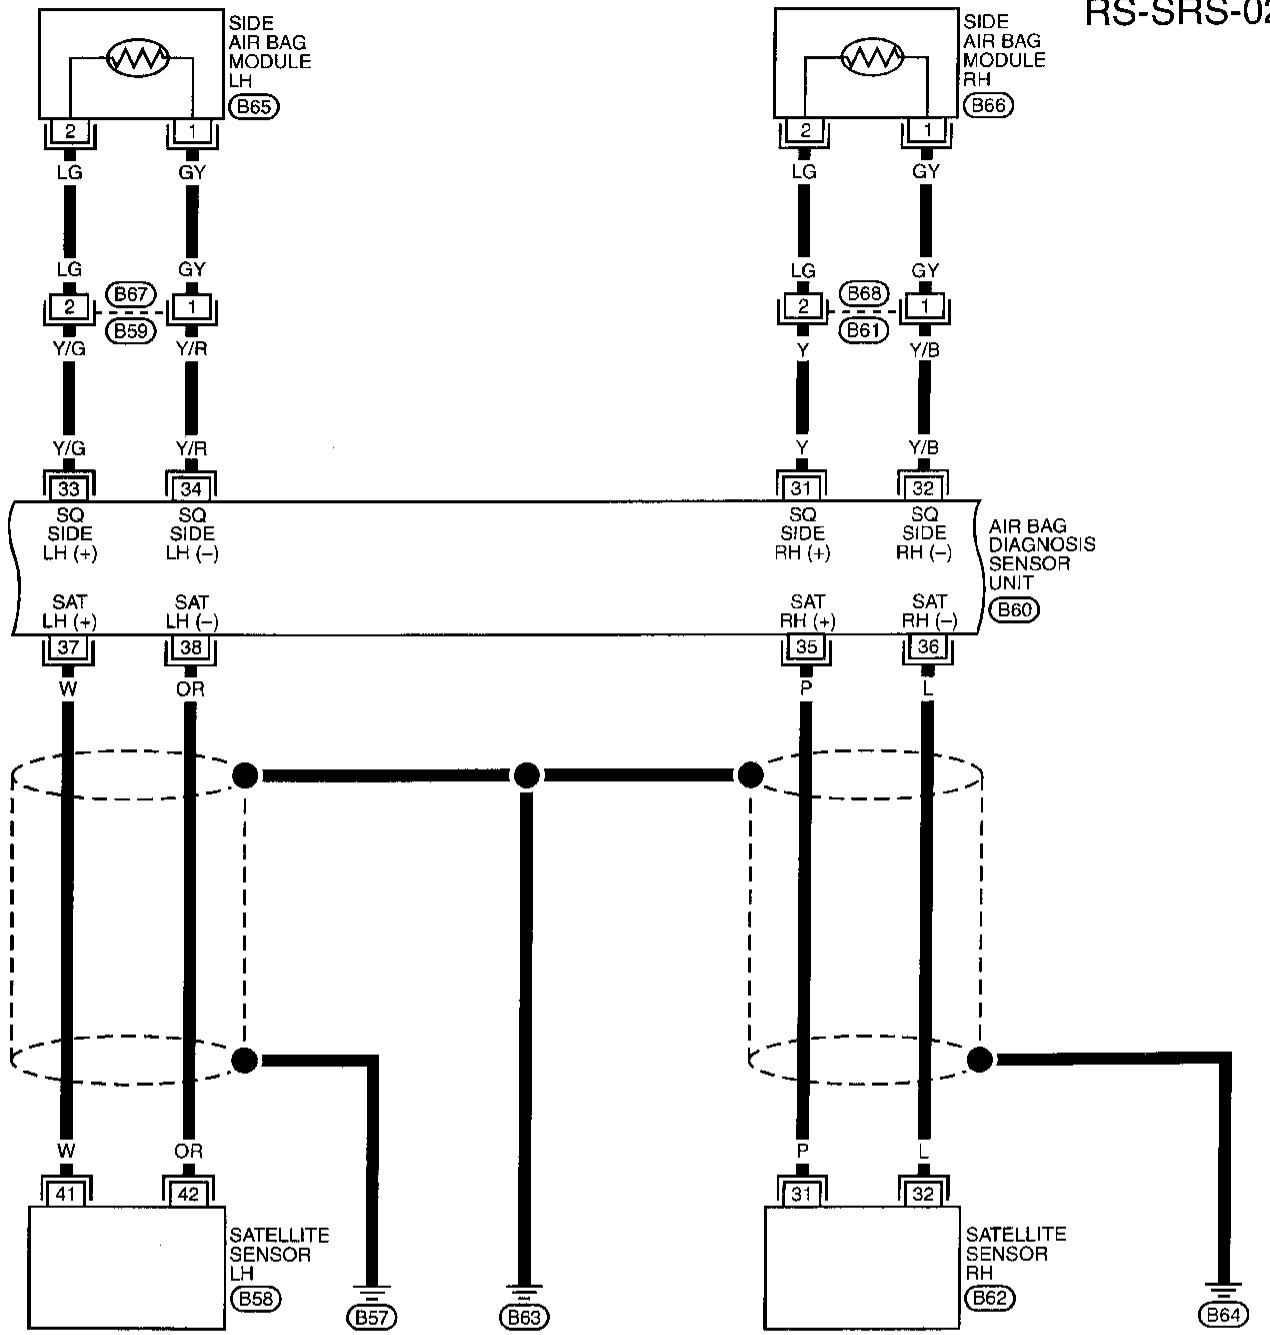 RS-SRS-02
SIDE
AIR BAG
MODULE
LH
B65
SIDE
AIR BAG
MODULE
RH
B66
2 1 2 1
LG GY LG GY
LG GY LG GY
2 B67 1 2 B68 1
B59 B61
Y/G Y/R Y Y/B
Y/G Y/R Y Y/B
33 34 31 32
SQ
SIDE
LH (+)
SQ
SIDE
LH (–)
SQ
SIDE
RH (+)
SQ
SIDE
RH (–)
AIR BAG
DIAGNOSIS
SENSOR
UNIT
B60
SAT
LH (+)
SAT
LH (–)
SAT
RH (+)
SAT
RH (–)
37 38 35 36
W OR P L
W OR P L
41 42 31 32
SATELLITE
SENSOR
LH
B58
B57
B63
SATELLITE
SENSOR
RH
B62
B64